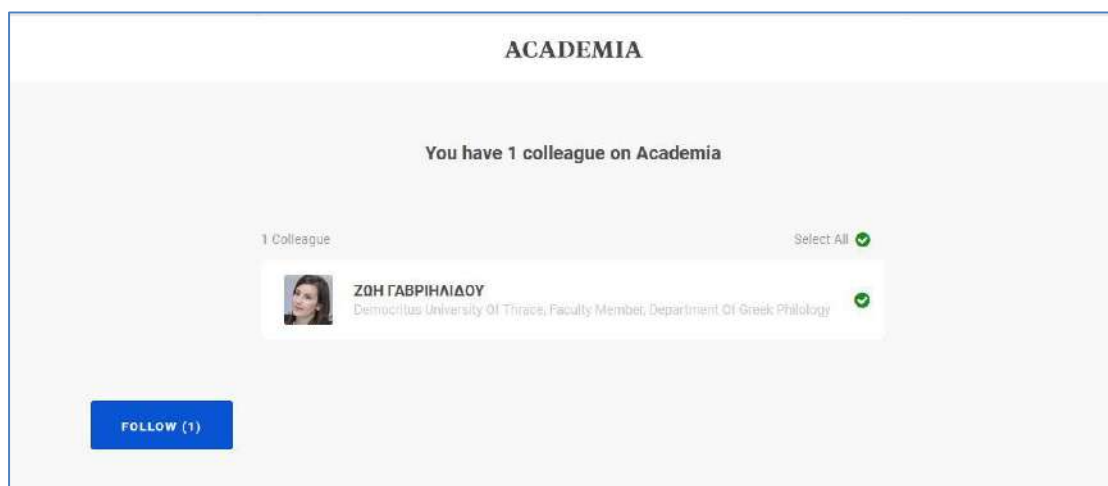 ACADEMIA
You have 1 colleague on Academia
1 Colleague
Select All
ΖΩΗ ΓΑΒΡΙΗΛΙΔΟΥ
Democritus University Of Thrace, Faculty Member, Department Of Greek Philology
FOLLOW (1)